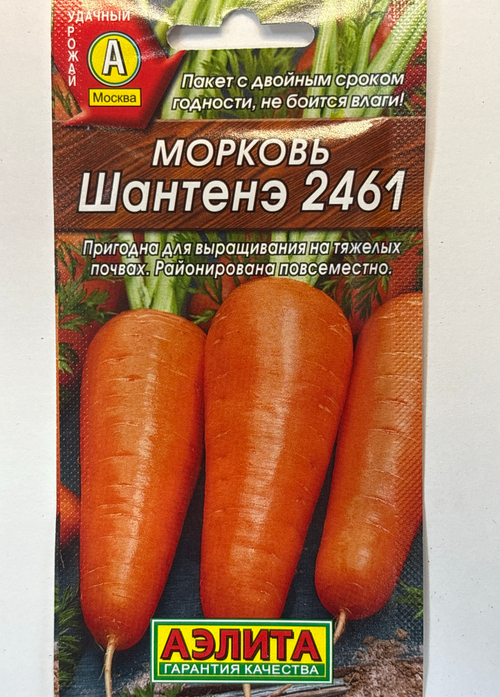 УДАЧНЫЙ
УРОЖАЙ
А
Москва
Пакет с двойным сроком
годности, не боится влаги!
МОРКОВЬ
Шантенэ 2461
Пригодна для выращивания на тяжелых
почвах. Районирована повсеместно.
АЭЛИТА
ГАРАНТИЯ КАЧЕСТВА